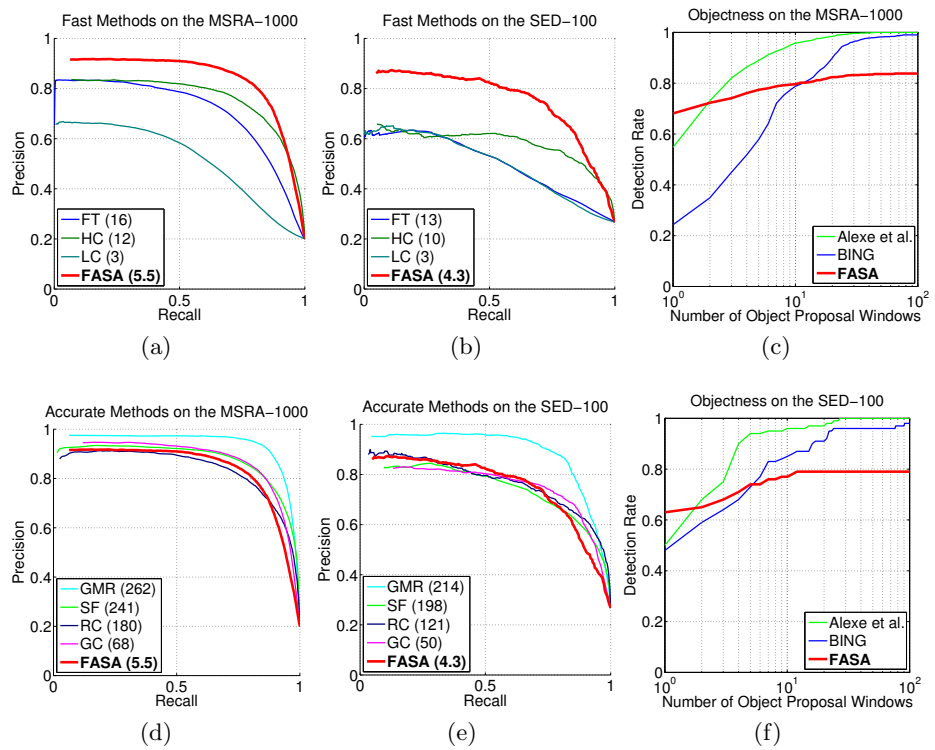 Fast Methods on the MSRA−1000
Precision
1
0.8
0.6
0.4
0.2
0
0
0.5
1
Recall
FT (16)
HC (12)
LC (3)
FASA (5.5)
(a)
Fast Methods on the SED−100
Precision
1
0.8
0.6
0.4
0.2
0
0
0.5
1
Recall
FT (13)
HC (10)
LC (3)
FASA (4.3)
(b)
Objectness on the MSRA−1000
Detection Rate
1
0.8
0.6
0.4
0.2
0
10^0
10^1
10^2
Number of Object Proposal Windows
Alexe et al.
BING
FASA
(c)
Accurate Methods on the MSRA−1000
Precision
1
0.8
0.6
0.4
0.2
0
0
0.5
1
Recall
GMR (262)
SF (241)
RC (180)
GC (68)
FASA (5.5)
(d)
Accurate Methods on the SED−100
Precision
1
0.8
0.6
0.4
0.2
0
0
0.5
1
Recall
GMR (214)
SF (198)
RC (121)
GC (50)
FASA (4.3)
(e)
Objectness on the SED−100
Detection Rate
1
0.8
0.6
0.4
0.2
0
10^0
10^1
10^2
Number of Object Proposal Windows
Alexe et al.
BING
FASA
(f)